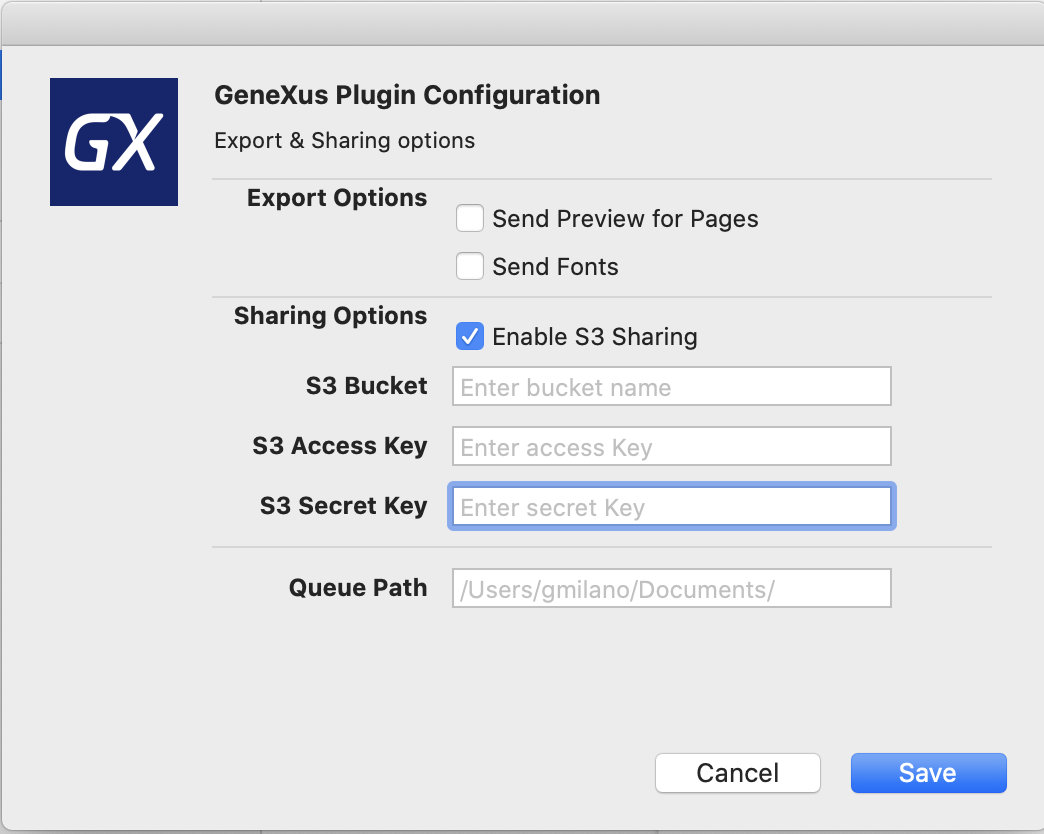 GX
GeneXus Plugin Configuration
Export & Sharing options
Export Options
Send Preview for Pages
Send Fonts
Sharing Options
Enable S3 Sharing
S3 Bucket
Enter bucket name
S3 Access Key
Enter access Key
S3 Secret Key
Enter secret Key
Queue Path
/Users/gmilano/Documents/
Cancel
Save